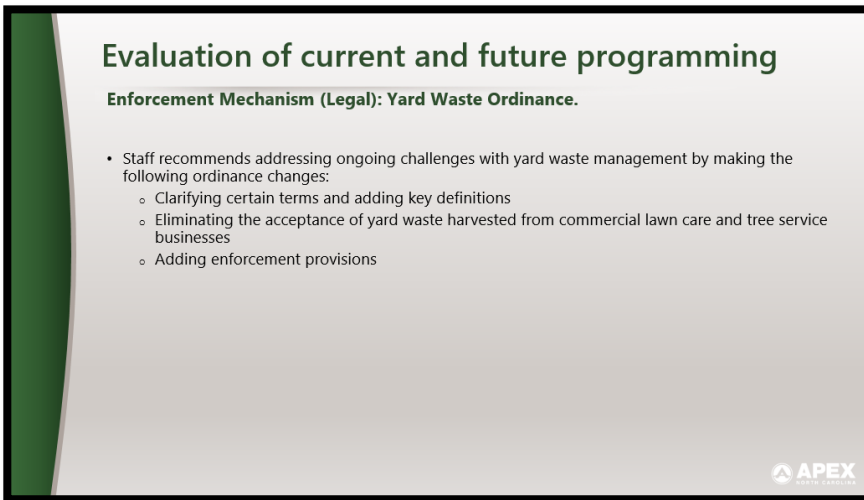 Evaluation of current and future programming
Enforcement Mechanism (Legal): Yard Waste Ordinance.
• Staff recommends addressing ongoing challenges with yard waste management by making the
following ordinance changes:
o Clarifying certain terms and adding key definitions
o Eliminating the acceptance of yard waste harvested from commercial lawn care and tree service
businesses
o Adding enforcement provisions
APEX
NORTH CAROLINA